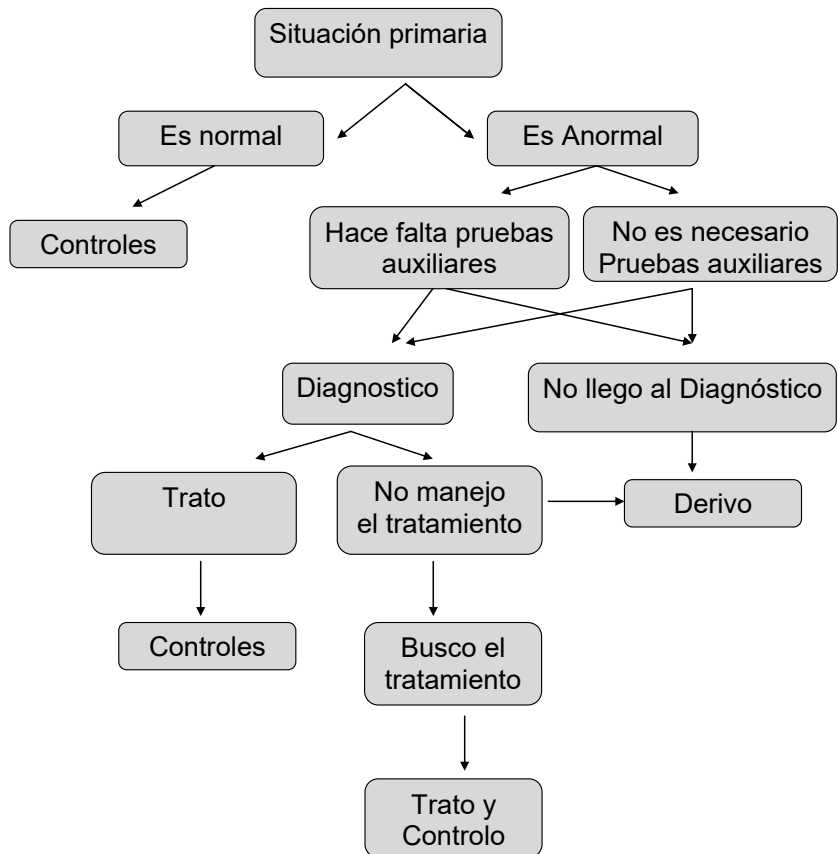 Situación primaria
Es normal
Es Anormal
Controles
Hace falta pruebas
auxiliares
No es necesario
Pruebas auxiliares
Diagnostico
No llego al Diagnóstico
Trato
No manejo
el tratamiento
Derivo
Controles
Busco el
tratamiento
Trato y
Controlo